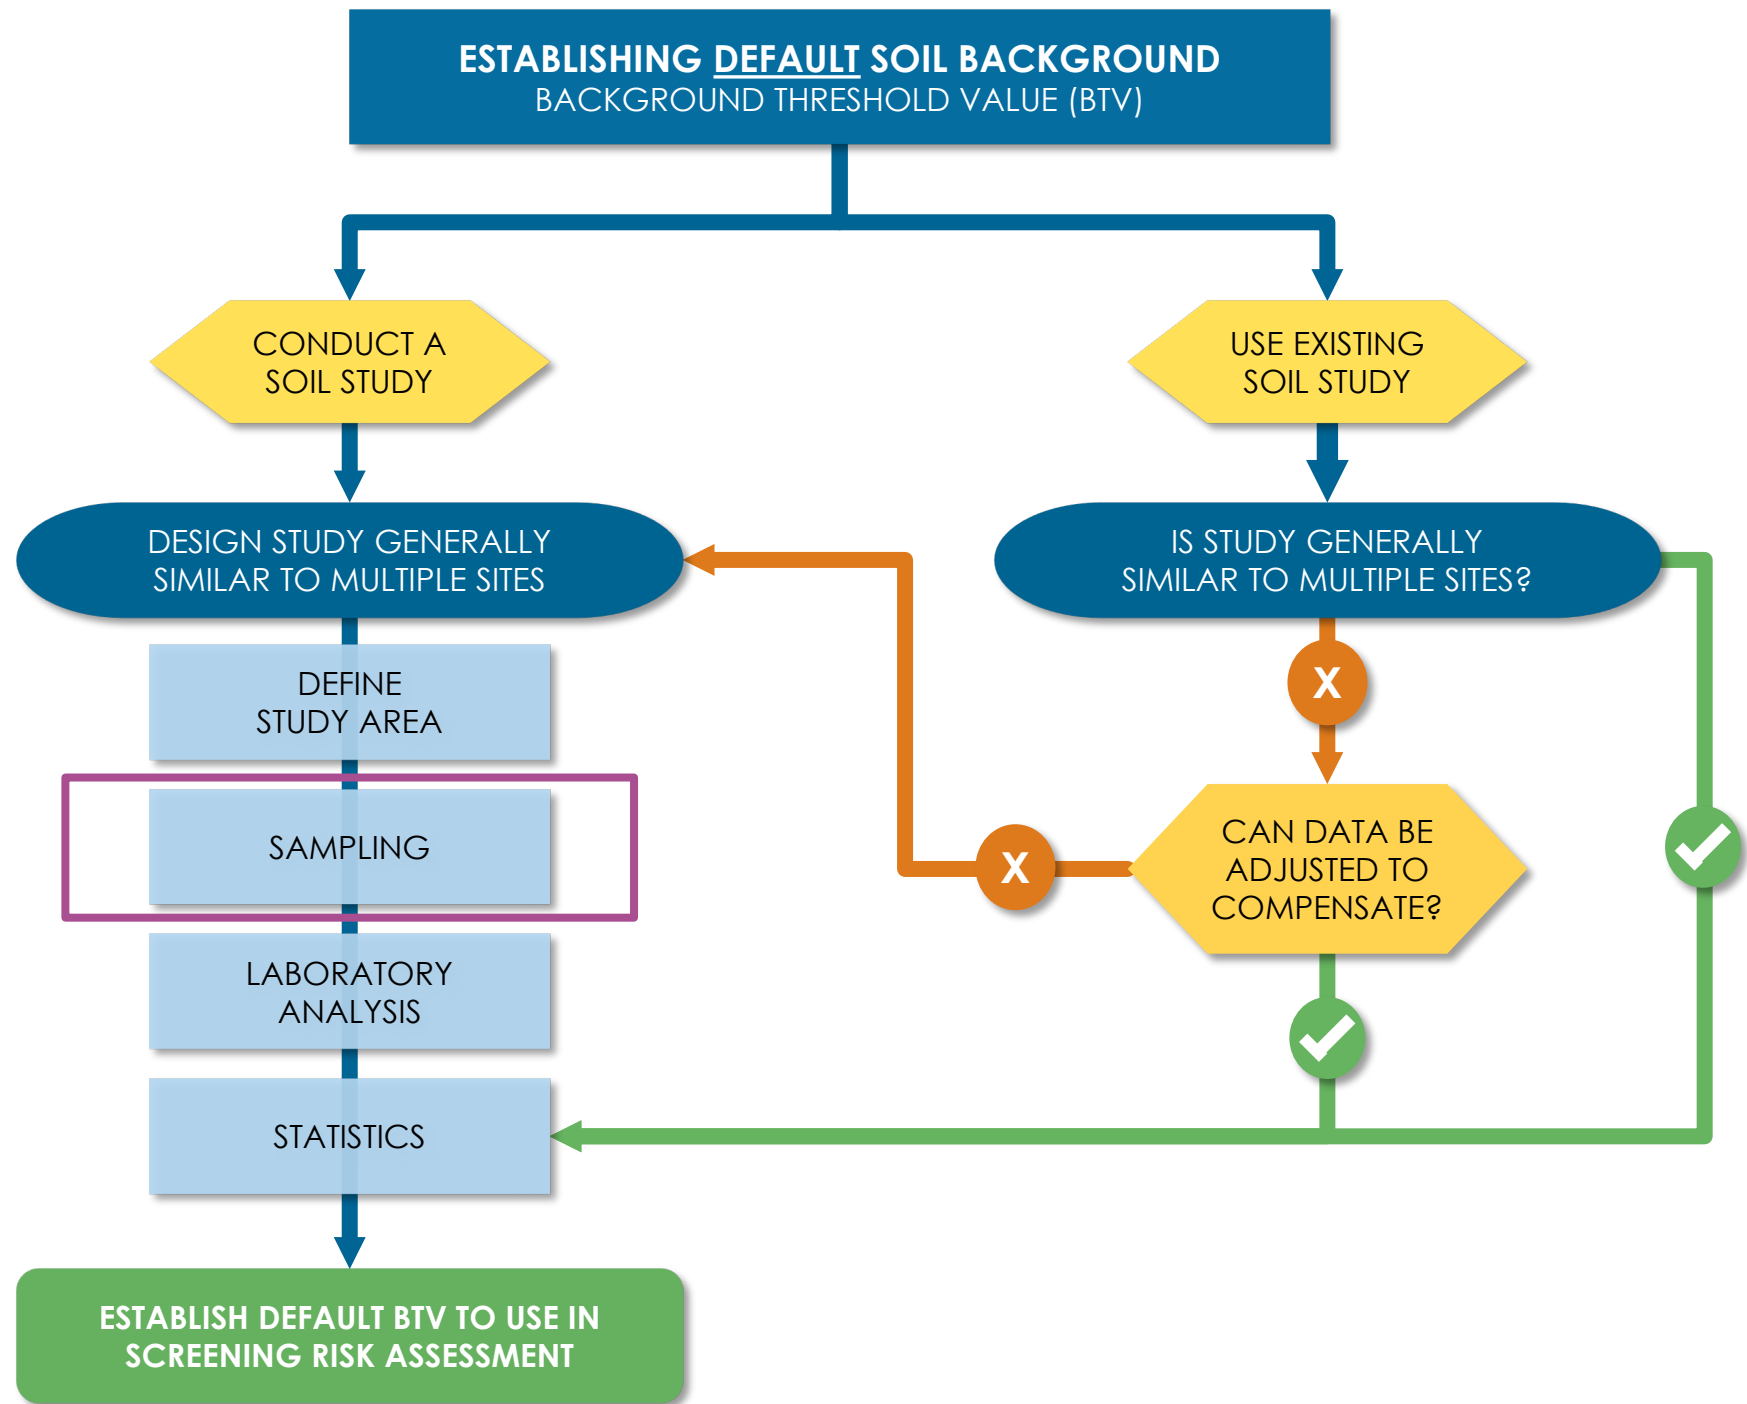 ESTABLISHING DEFAULT SOIL BACKGROUND
BACKGROUND THRESHOLD VALUE (BTV)
CONDUCT A
SOIL STUDY
USE EXISTING
SOIL STUDY
DESIGN STUDY GENERALLY
SIMILAR TO MULTIPLE SITES
IS STUDY GENERALLY
SIMILAR TO MULTIPLE SITES?
DEFINE
STUDY AREA
X
SAMPLING
X
CAN DATA BE
ADJUSTED TO
COMPENSATE?
LABORATORY
ANALYSIS
STATISTICS
ESTABLISH DEFAULT BTV TO USE IN
SCREENING RISK ASSESSMENT